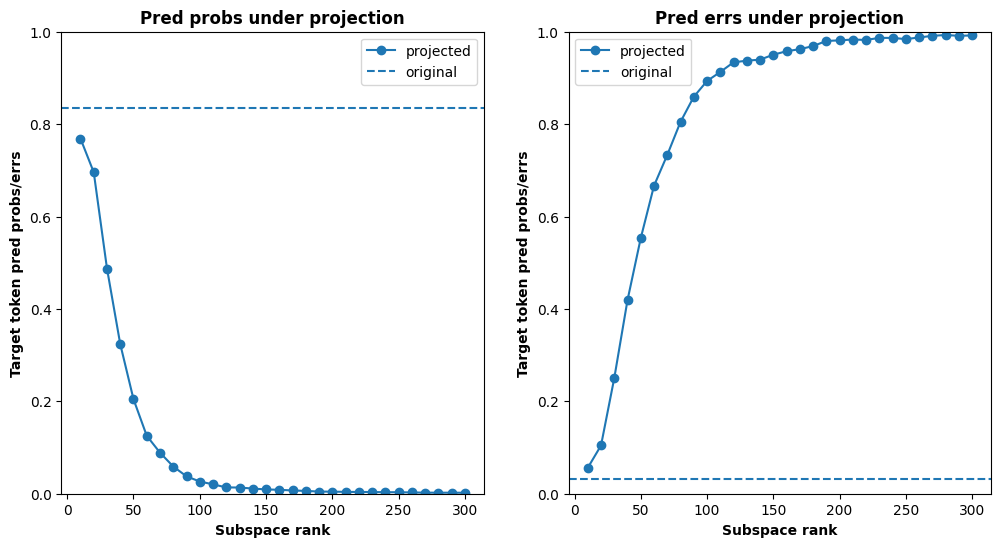 Pred probs under projection
Target token pred probs/errs
1.0
0.8
0.6
0.4
0.2
0.0
projected
original
0
50
100
150
200
250
300
Subspace rank
Pred errs under projection
Target token pred probs/errs
1.0
0.8
0.6
0.4
0.2
0.0
projected
original
0
50
100
150
200
250
300
Subspace rank